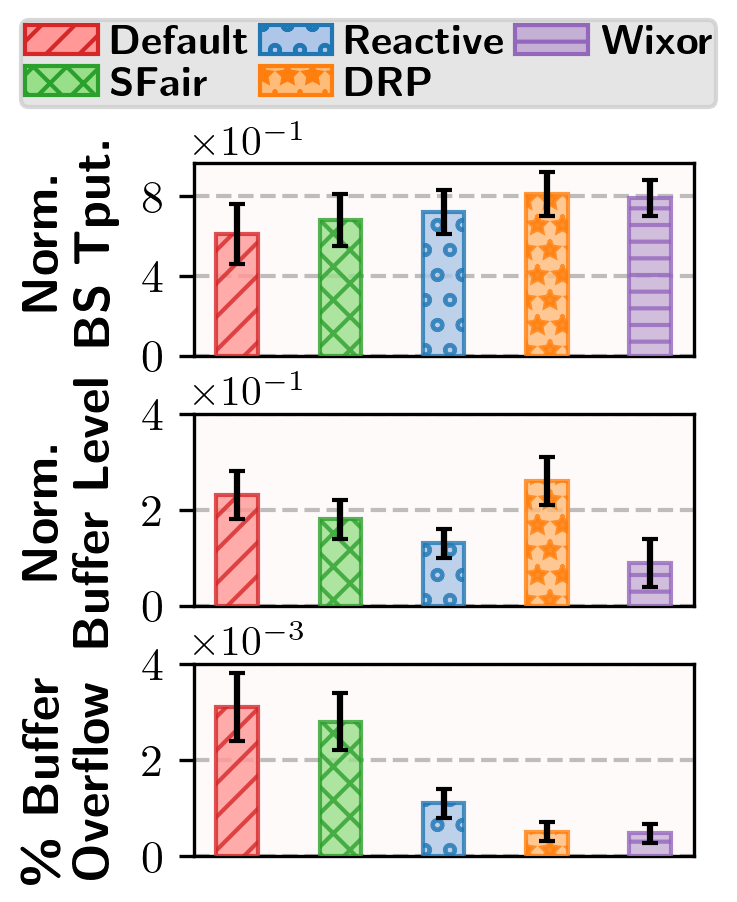 Default Reactive Wixor
SFair DRP
×10⁻¹
Norm.
BS Tput.
8
4
0
×10⁻¹
Norm.
Buffer Level
4
2
0
×10⁻³
% Buffer
Overflow
4
2
0